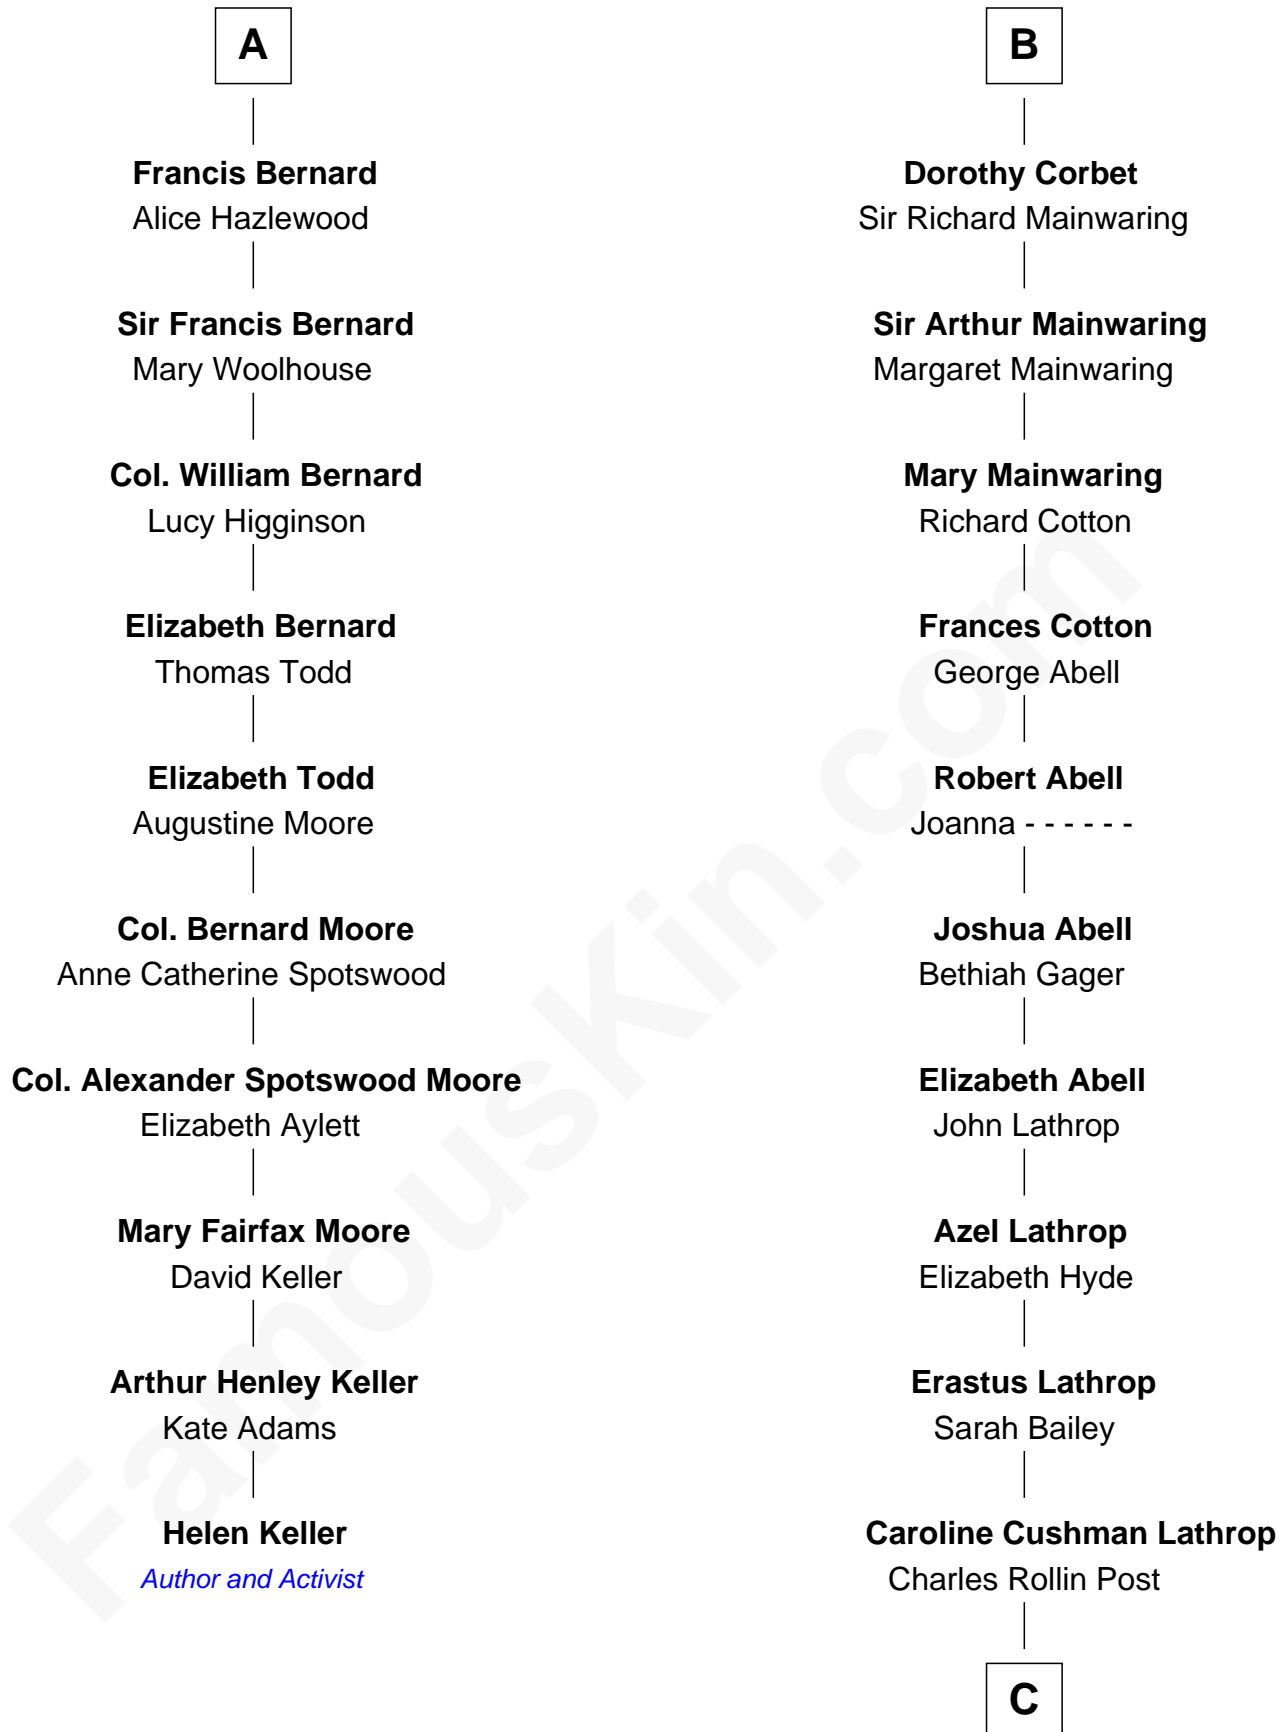 A
Francis Bernard
Alice Hazlewood
Sir Francis Bernard
Mary Woolhouse
Col. William Bernard
Lucy Higginson
Elizabeth Bernard
Thomas Todd
Elizabeth Todd
Augustine Moore
Col. Bernard Moore
Anne Catherine Spotswood
Col. Alexander Spotswood Moore
Elizabeth Aylett
Mary Fairfax Moore
David Keller
Arthur Henley Keller
Kate Adams
Helen Keller
Author and Activist
B
Dorothy Corbet
Sir Richard Mainwaring
Sir Arthur Mainwaring
Margaret Mainwaring
Mary Mainwaring
Richard Cotton
Frances Cotton
George Abell
Robert Abell
Joanna - - - - - -
Joshua Abell
Bethiah Gager
Elizabeth Abell
John Lathrop
Azel Lathrop
Elizabeth Hyde
Erastus Lathrop
Sarah Bailey
Caroline Cushman Lathrop
Charles Rollin Post
C
FamousKin.com